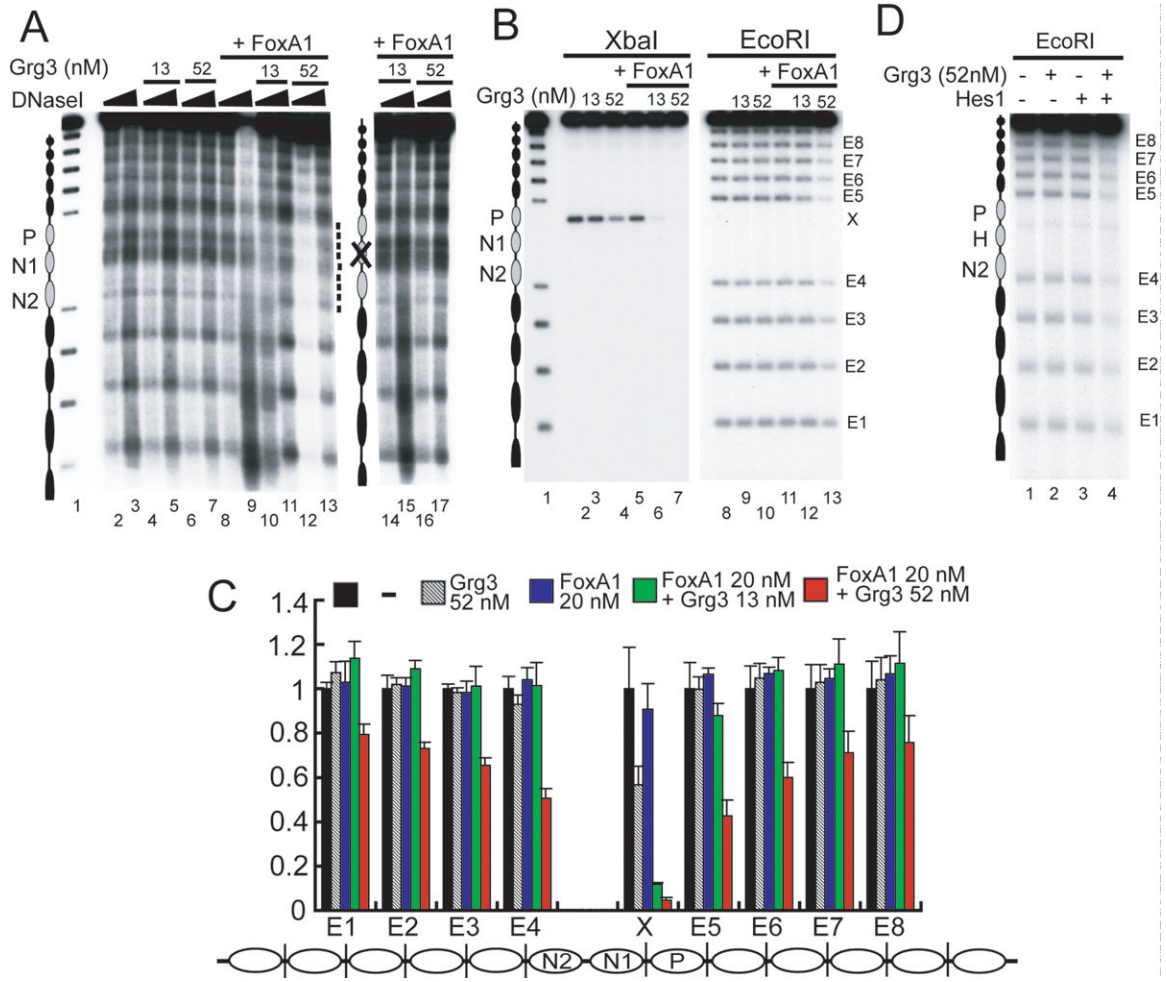 A
+ FoxA1
+ FoxA1
Grg3 (nM) 13 52 13 52 13 52
DNaseI
P
N1
N2
X
1 2 3 4 5 6 7 8 9 10 11 12 13 14 15 16 17
B
XbaI EcoRI
+ FoxA1 + FoxA1
Grg3 (nM) 13 52 13 52 13 52 13 52
P
N1
N2
E8
E7
E6
E5
X
E4
E3
E2
E1
1 2 3 4 5 6 7 8 9 10 11 12 13
D
EcoRI
Grg3 (52nM) - + - +
Hes1 - - + +
P
H
N2
E8
E7
E6
E5
E4
E3
E2
E1
1 2 3 4
C
-
Grg3 52 nM
FoxA1 20 nM
FoxA1 20 nM + Grg3 13 nM
FoxA1 20 nM + Grg3 52 nM
1.4
1.2
1
0.8
0.6
0.4
0.2
0
E1 E2 E3 E4 X E5 E6 E7 E8
N2 N1 P